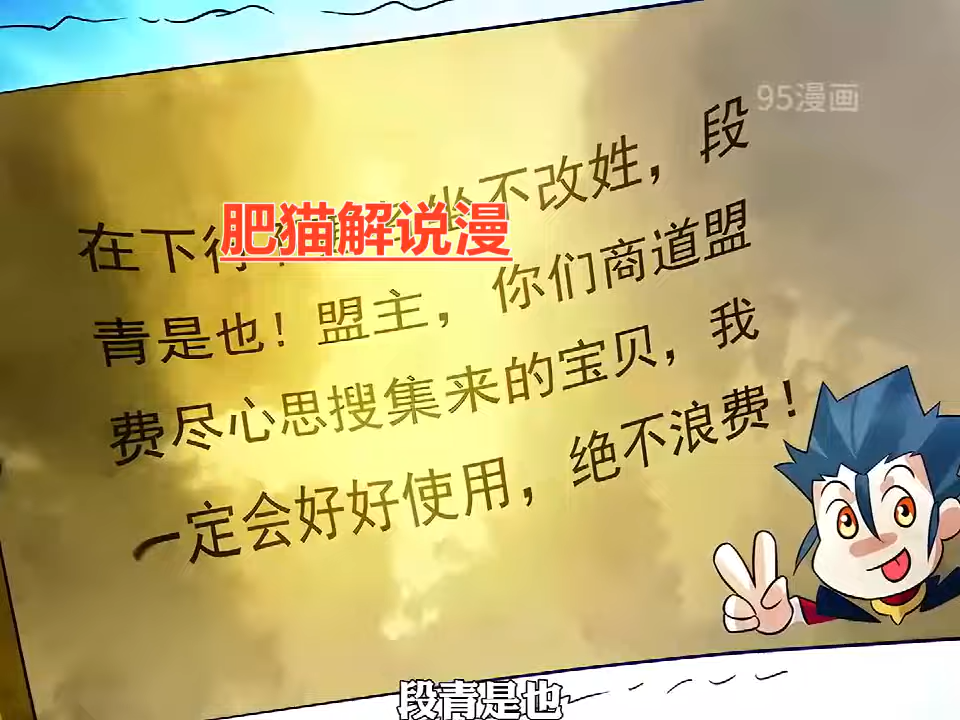 95漫画
在下行不改姓，段
肥猫解说漫
青是也！盟主，你们商道盟
费尽心思搜集来的宝贝，我
一定会好好使用，绝不浪费！
段青是也